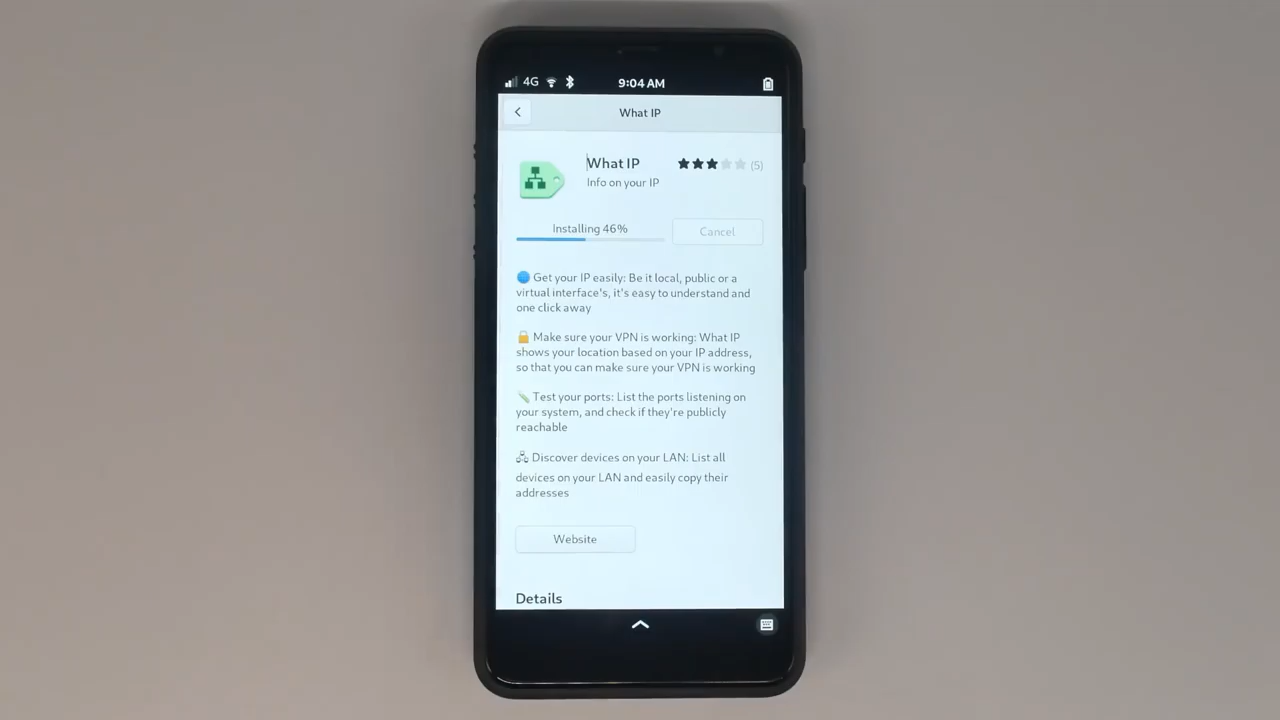 4G 9:04 AM
What IP
What IP (5)
Info on your IP
Installing 46% Cancel
Get your IP easily: Be it local, public or a
virtual interface's, it's easy to understand and
one click away
Make sure your VPN is working: What IP
shows your location based on your IP address,
so that you can make sure your VPN is working
Test your ports: List the ports listening on
your system, and check if they're publicly
reachable
Discover devices on your LAN: List all
devices on your LAN and easily copy their
addresses
Website
Details